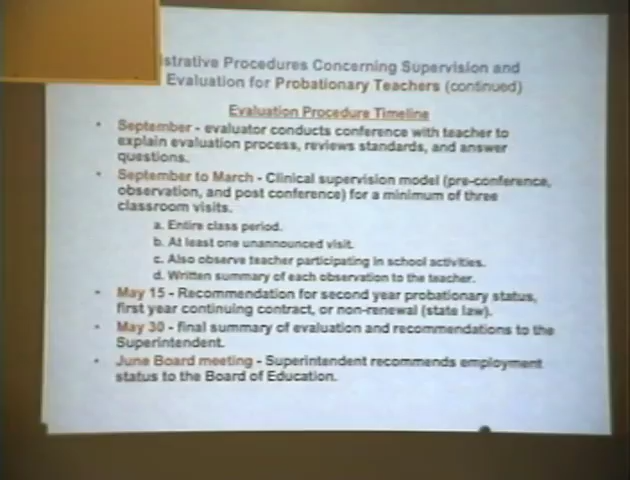 istrative Procedures Concerning Supervision and
Evaluation for Probationary Teachers (continued)
Evaluation Procedure Timeline
• September - evaluator conducts conference with teacher to
explain evaluation process, reviews standards, and answer
questions.
• September to March - Clinical supervision model (pre-conference,
observation, and post conference) for a minimum of three
classroom visits.
a. Entire class period.
b. At least one unannounced visit.
c. Also observe teacher participating in school activities.
d. Written summary of each observation to the teacher.
• May 15 - Recommendation for second year probationary status,
first year continuing contract, or non-renewal (state law).
• May 30 - final summary of evaluation and recommendations to the
Superintendent.
• June Board meeting - Superintendent recommends employment
status to the Board of Education.